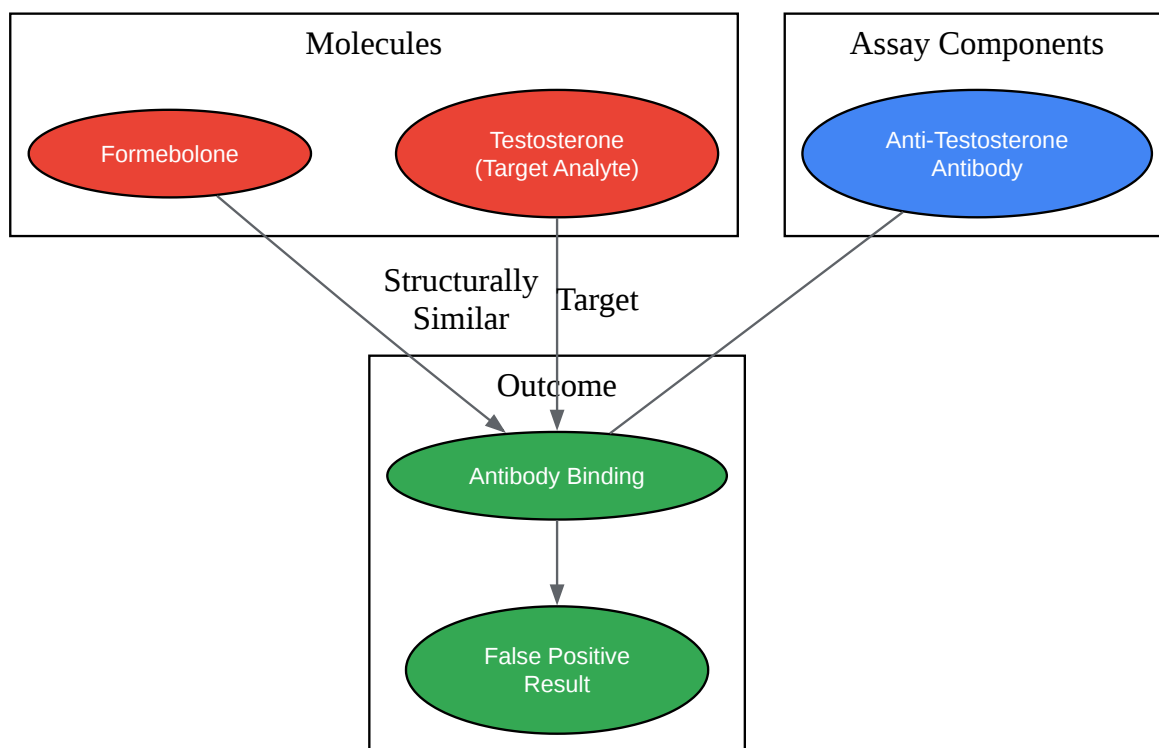 Molecules
Assay Components
Formebolone
Testosterone
(Target Analyte)
Anti-Testosterone
Antibody
Structurally
Similar
Target
Outcome
Antibody Binding
False Positive
Result